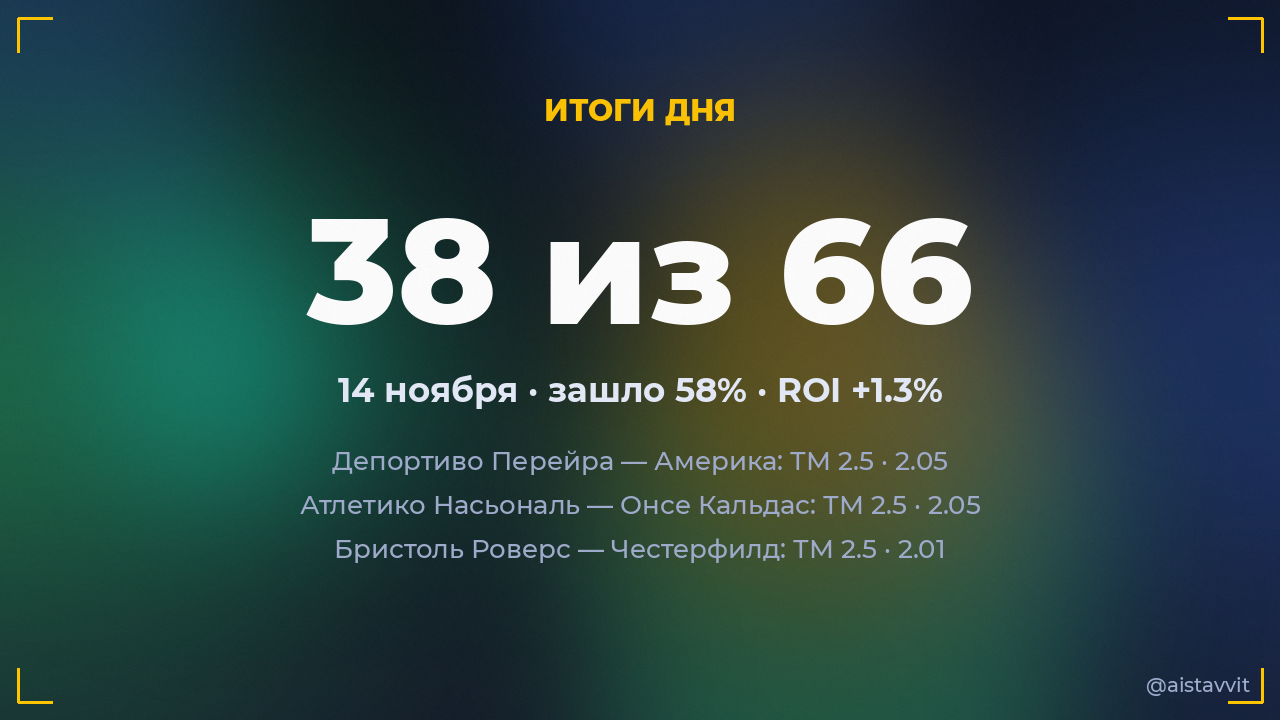 ИТОГИ ДНЯ
38 из 66
14 ноября · зашло 58% · ROI +1.3%
Депортиво Перейра — Америка: ТМ 2.5 · 2.05
Атлетико Насьональ — Онсе Кальдас: ТМ 2.5 · 2.05
Бристоль Роверс — Честерфилд: ТМ 2.5 · 2.01
@aistavvit